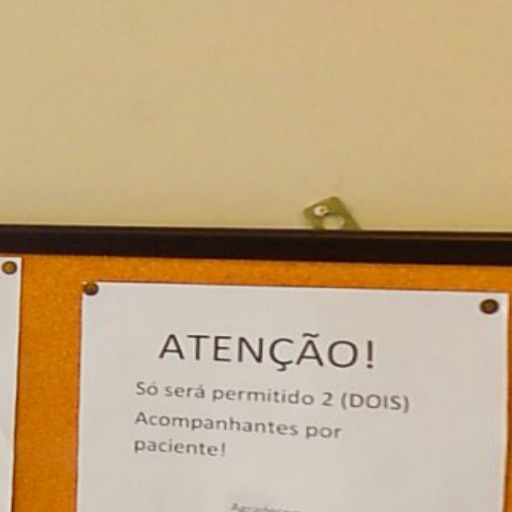 ATENÇÃO!
Só será permitido 2 (DOIS)
Acompanhantes por
paciente!